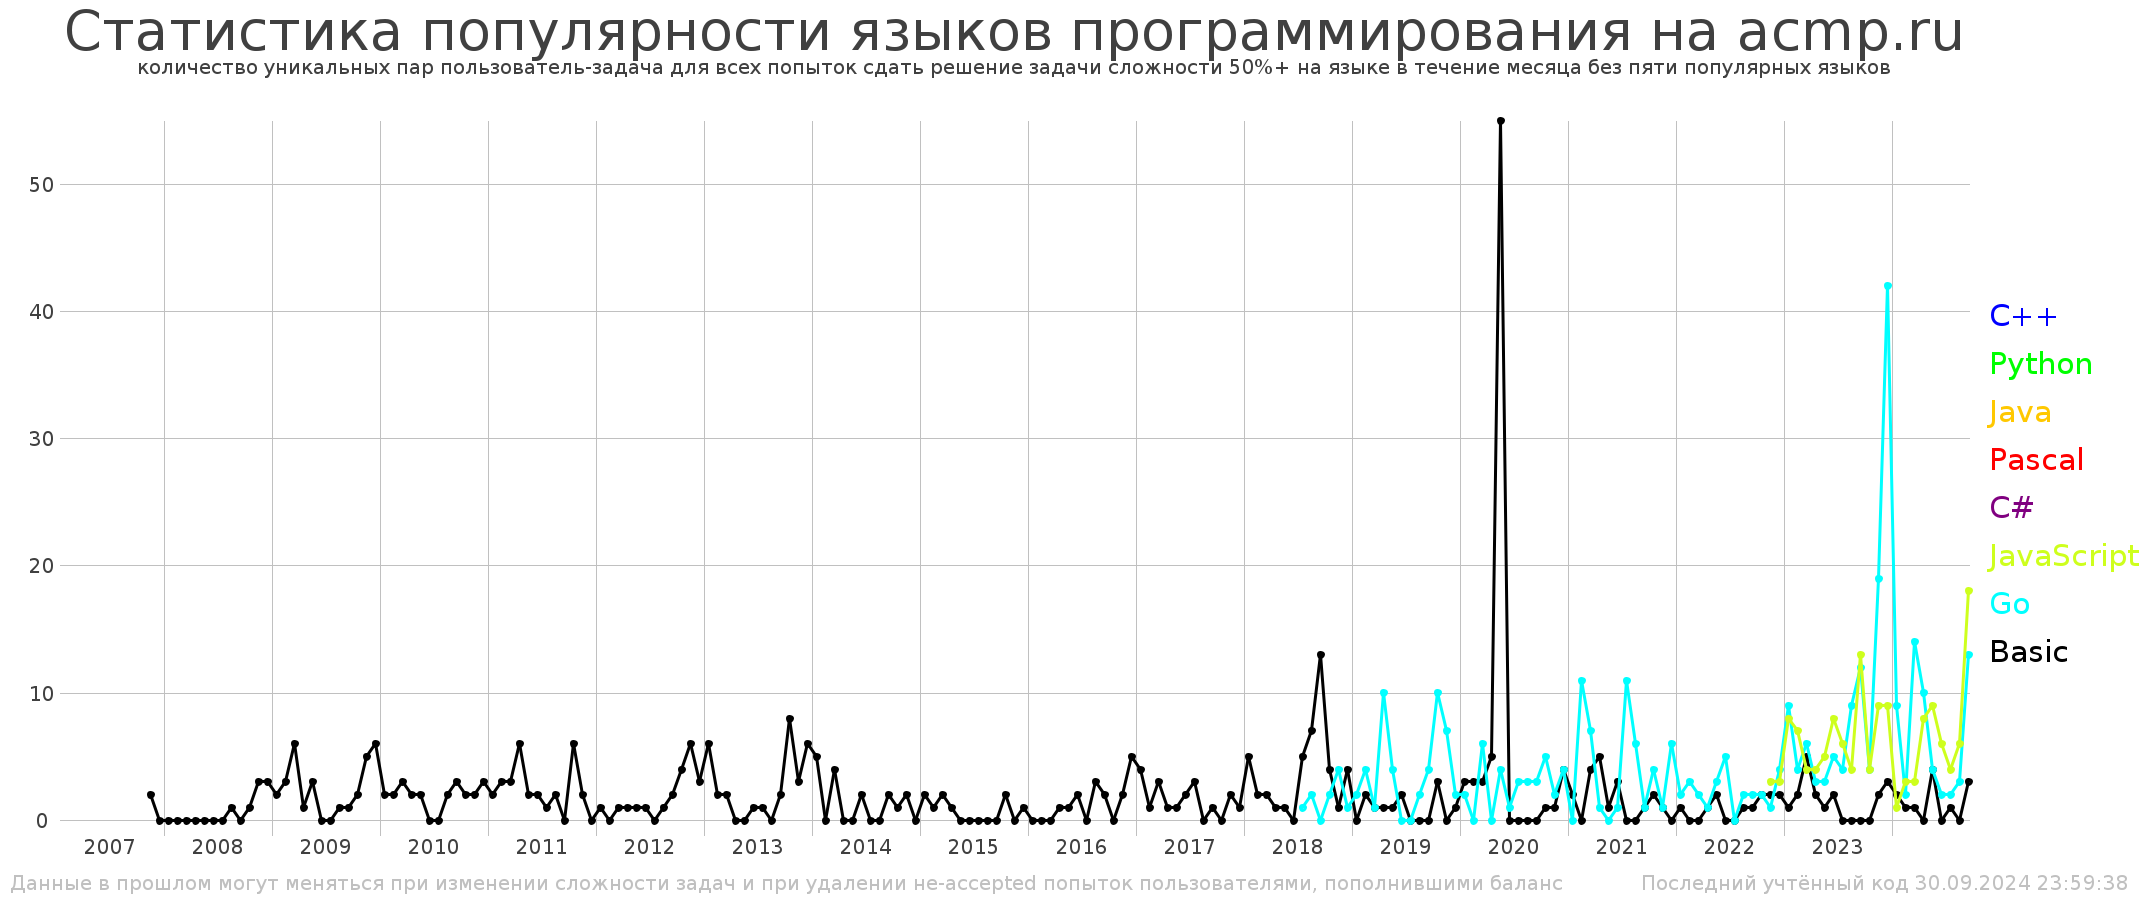 Статистика популярности языков программирования на acmp.ru
количество уникальных пар пользователь-задача для всех попыток сдать решение задачи сложности 50%+ на языке в течение месяца без пяти популярных языков
50
40
30
20
10
0
C++
Python
Java
Pascal
C#
JavaScript
Go
Basic
2007 2008 2009 2010 2011 2012 2013 2014 2015 2016 2017 2018 2019 2020 2021 2022 2023
Данные в прошлом могут меняться при изменении сложности задач и при удалении не-accepted попыток пользователями, пополнившими баланс
Последний учтённый код 30.09.2024 23:59:38